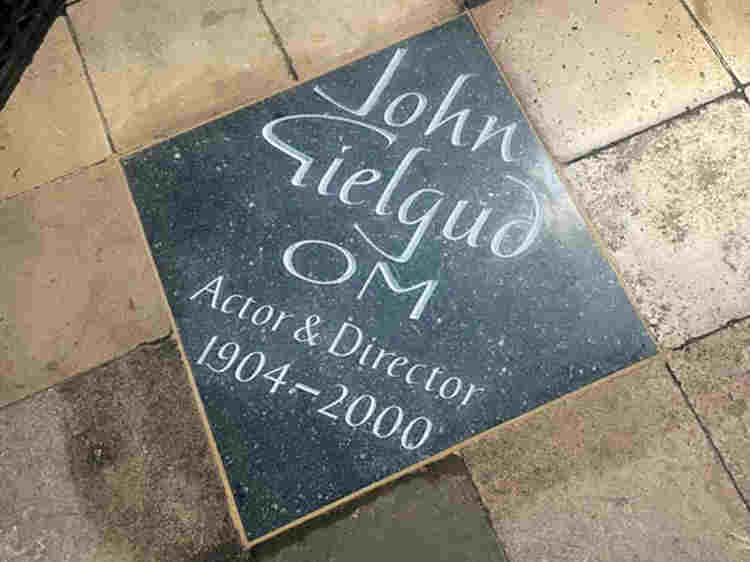 John
Gielgud
OM
Actor & Director
1904–2000